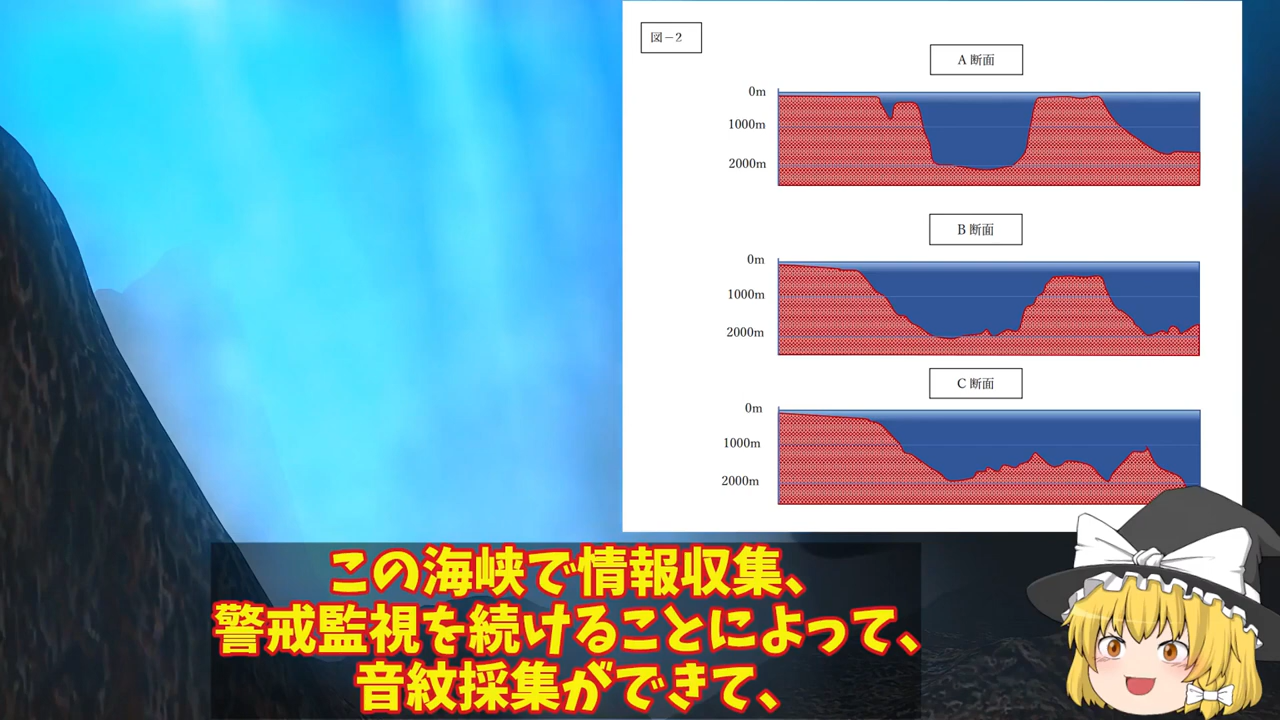 図－2
A 断面
0m
1000m
2000m
B 断面
0m
1000m
2000m
C 断面
0m
1000m
2000m
この海峡で情報収集、
警戒監視を続けることによって、
音紋採集ができて、